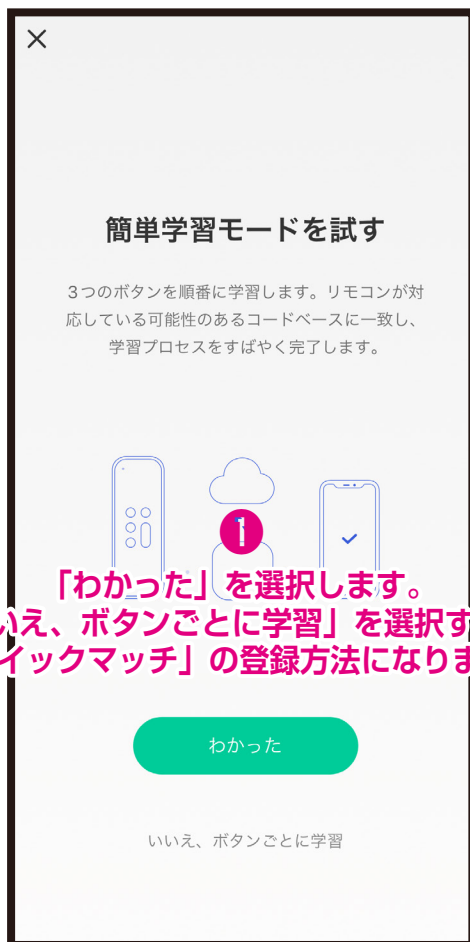 簡単学習モードを試す
3つのボタンを順番に学習します。リモコンが対
応している可能性のあるコードベースに一致し、
学習プロセスをすばやく完了します。
1
「わかった」を選択します。
いえ、ボタンごとに学習」を選択す
イックマッチ」の登録方法になりま
わかった
いいえ、ボタンごとに学習